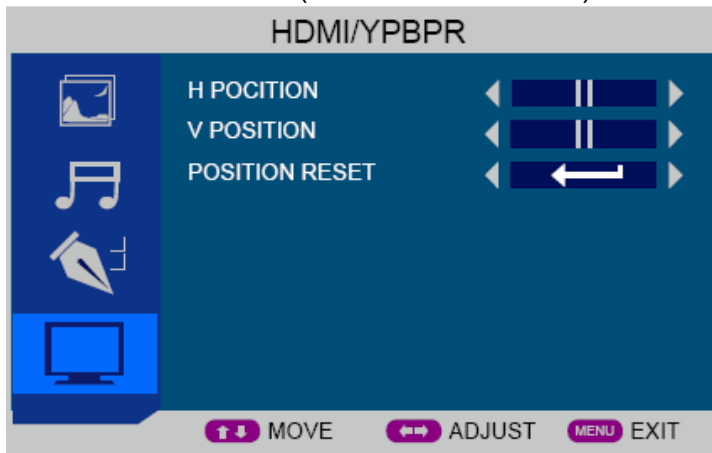 HDMI/YPBPR
H POCITION
V POSITION
POSITION RESET
MOVE ADJUST MENU EXIT